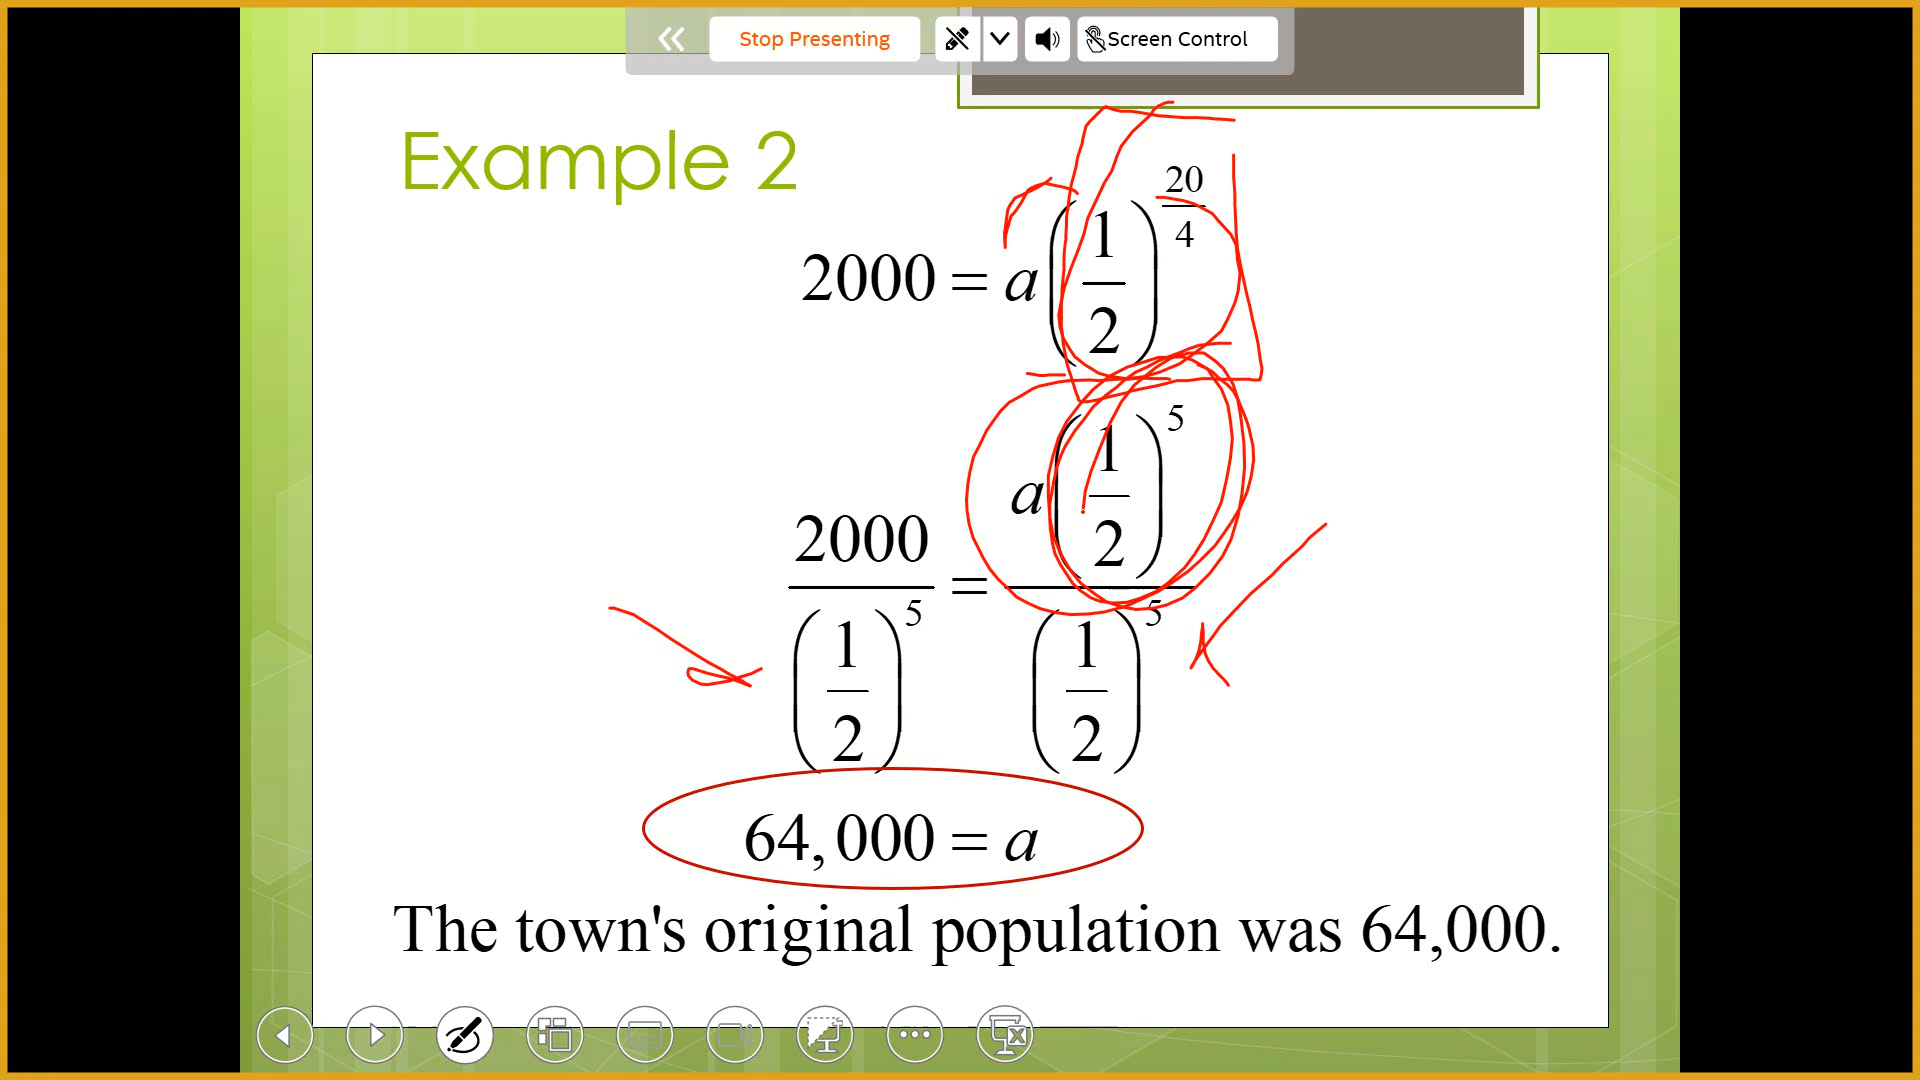 Stop Presenting
Screen Control
Example 2
2000 = a(1/2)^(20/4)
2000/(1/2)^5 = a(1/2)^5/(1/2)^5
64,000 = a
The town's original population was 64,000.